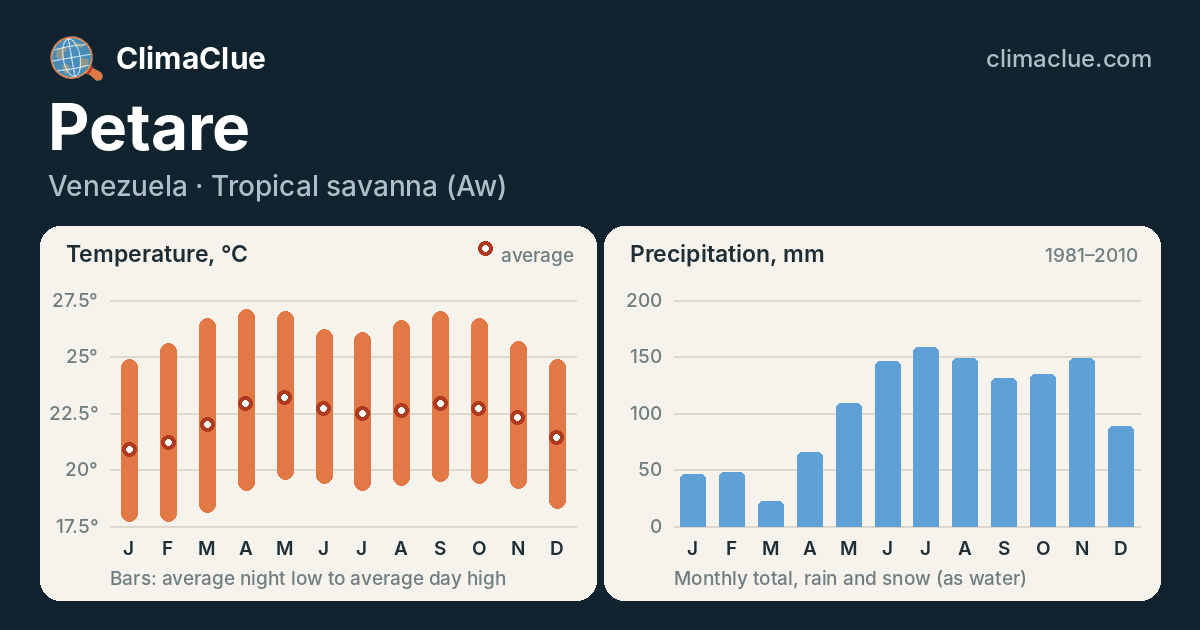 ClimaClue
climaclue.com
Petare
Venezuela · Tropical savanna (Aw)
Temperature, °C
average
27.5°
25°
22.5°
20°
17.5°
J F M A M J J A S O N D
Bars: average night low to average day high
Precipitation, mm
1981–2010
200
150
100
50
0
J F M A M J J A S O N D
Monthly total, rain and snow (as water)